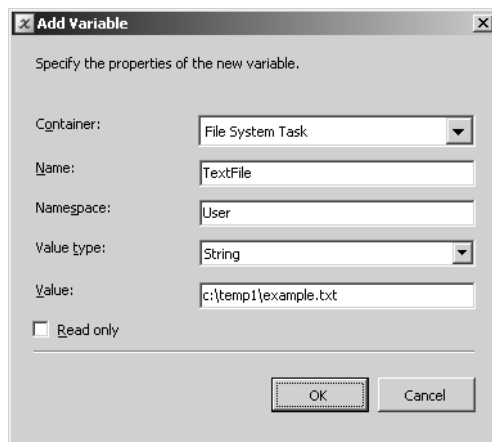 Add Variable
Specify the properties of the new variable.
Container: File System Task
Name: TextFile
Namespace: User
Value type: String
Value: c:\temp1\example.txt
Read only
OK Cancel